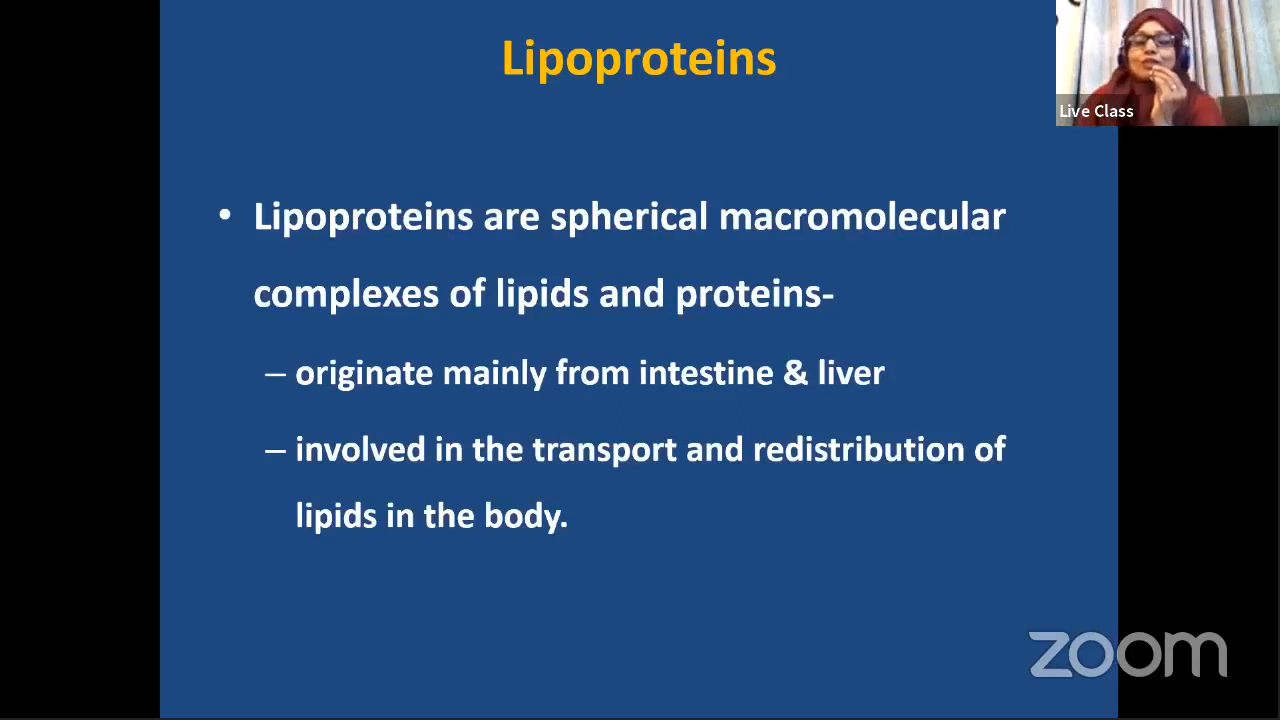 Lipoproteins
Live Class
• Lipoproteins are spherical macromolecular
complexes of lipids and proteins-
– originate mainly from intestine & liver
– involved in the transport and redistribution of
lipids in the body.
zoom